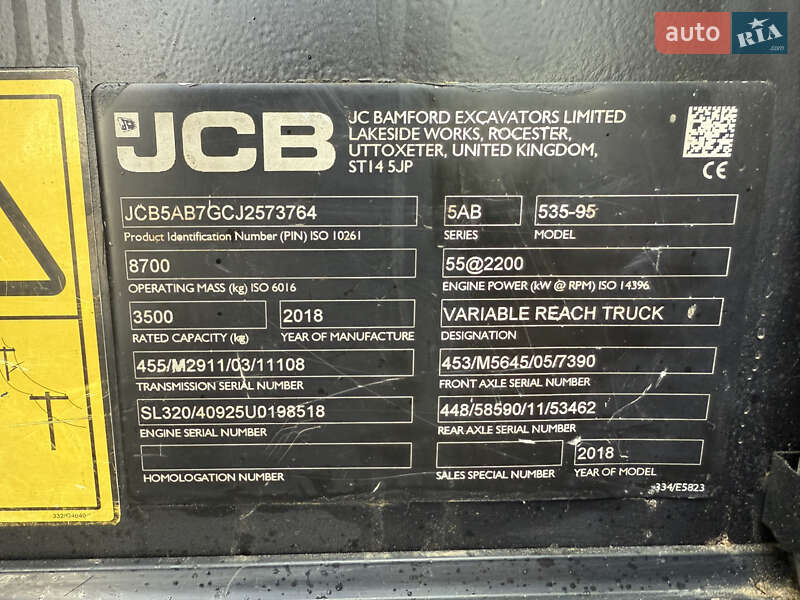 auto RIA
.com
JCB
JC BAMFORD EXCAVATORS LIMITED
LAKESIDE WORKS, ROCESTER,
UTTOXETER, UNITED KINGDOM,
ST14 5JP
CE
JCB5AB7GCJ2573764
Product Identification Number (PIN) ISO 10261
5AB
SERIES
535-95
MODEL
8700
OPERATING MASS (kg) ISO 6016
55@2200
ENGINE POWER (kW @ RPM) ISO 14396
3500
RATED CAPACITY (kg)
2018
YEAR OF MANUFACTURE
VARIABLE REACH TRUCK
DESIGNATION
455/M2911/03/11108
TRANSMISSION SERIAL NUMBER
453/M5645/05/7390
FRONT AXLE SERIAL NUMBER
SL320/40925U0198518
ENGINE SERIAL NUMBER
448/58590/11/53462
REAR AXLE SERIAL NUMBER
HOMOLOGATION NUMBER
SALES SPECIAL NUMBER
2018
YEAR OF MODEL
334/E5823